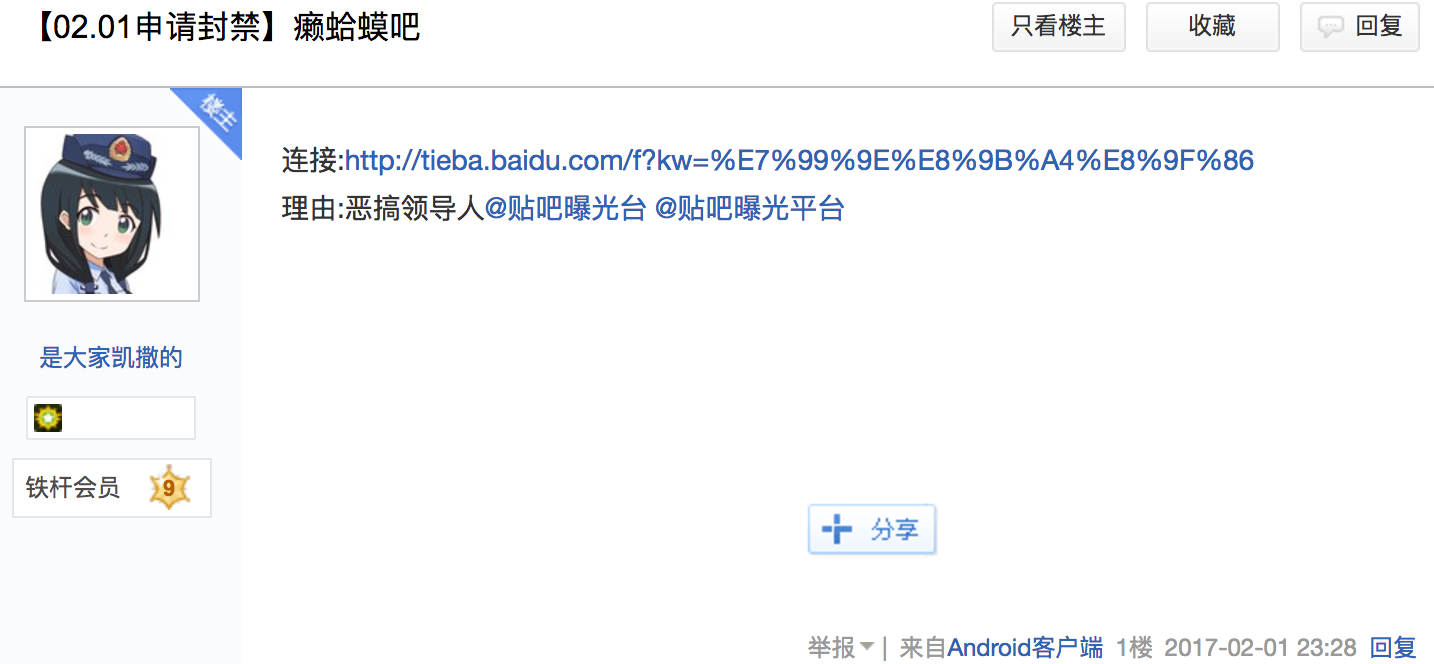 【02.01申请封禁】癞蛤蟆吧
只看楼主
收藏
回复
楼主
连接:http://tieba.baidu.com/f?kw=%E7%99%9E%E8%9B%A4%E8%9F%86
理由:恶搞领导人@贴吧曝光台 @贴吧曝光平台
是大家凯撒的
铁杆会员 9
分享
举报 | 来自Android客户端 1楼 2017-02-01 23:28 回复